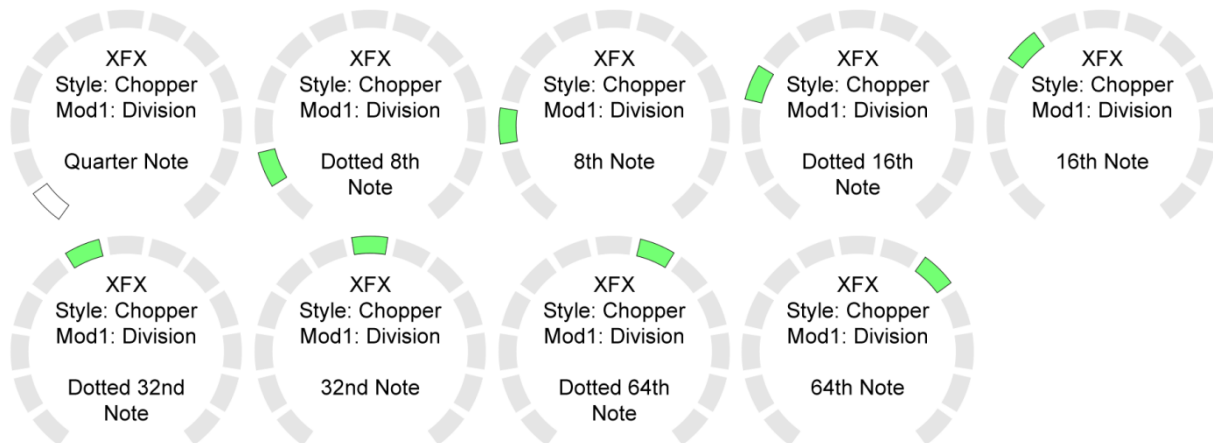 XFX
Style: Chopper
Mod1: Division
Quarter Note
XFX
Style: Chopper
Mod1: Division
Dotted 8th
Note
XFX
Style: Chopper
Mod1: Division
8th Note
XFX
Style: Chopper
Mod1: Division
Dotted 16th
Note
XFX
Style: Chopper
Mod1: Division
16th Note
XFX
Style: Chopper
Mod1: Division
Dotted 32nd
Note
XFX
Style: Chopper
Mod1: Division
32nd Note
XFX
Style: Chopper
Mod1: Division
Dotted 64th
Note
XFX
Style: Chopper
Mod1: Division
64th Note